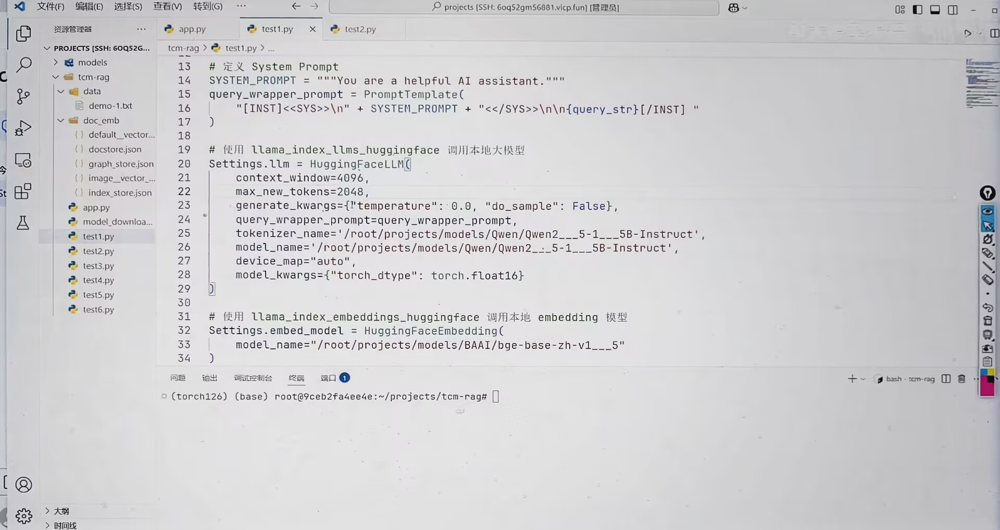 文件(F) 编辑(E) 选择(S) 查看(V) 转到(G) ···
projects [SSH: 6oq52gm56881.vicp.fun] [管理员]
资源管理器 ···
app.py
test1.py
test2.py
PROJECTS [SSH: 6OQ52G...
models
tcm-rag
data
demo-1.txt
doc_emb
default__vector...
docstore.json
graph_store.json
image__vector_...
index_store.json
app.py
model_downloa...
test1.py
test2.py
test3.py
test4.py
test5.py
test6.py
大纲
时间线
tcm-rag > test1.py > ...
13 # 定义 System Prompt
14 SYSTEM_PROMPT = """You are a helpful AI assistant."""
15 query_wrapper_prompt = PromptTemplate(
16 "[INST]<<SYS>>\n" + SYSTEM_PROMPT + "<</SYS>>\n\n{query_str}[/INST] "
17 )
18
19 # 使用 llama_index_llms_huggingface 调用本地大模型
20 Settings.llm = HuggingFaceLLM(
21 context_window=4096,
22 max_new_tokens=2048,
23 generate_kwargs={"temperature": 0.0, "do_sample": False},
24 query_wrapper_prompt=query_wrapper_prompt,
25 tokenizer_name='/root/projects/models/Qwen/Qwen2___5-1___5B-Instruct',
26 model_name='/root/projects/models/Qwen/Qwen2___5-1___5B-Instruct',
27 device_map="auto",
28 model_kwargs={"torch_dtype": torch.float16}
29 )
30
31 # 使用 llama_index_embeddings_huggingface 调用本地 embedding 模型
32 Settings.embed_model = HuggingFaceEmbedding(
33 model_name="/root/projects/models/BAAI/bge-base-zh-v1___5"
34 )
问题 输出 调试控制台 终端 端口 1
bash - tcm-rag
(torch126) (base) root@9ceb2fa4ee4e:~/projects/tcm-rag#